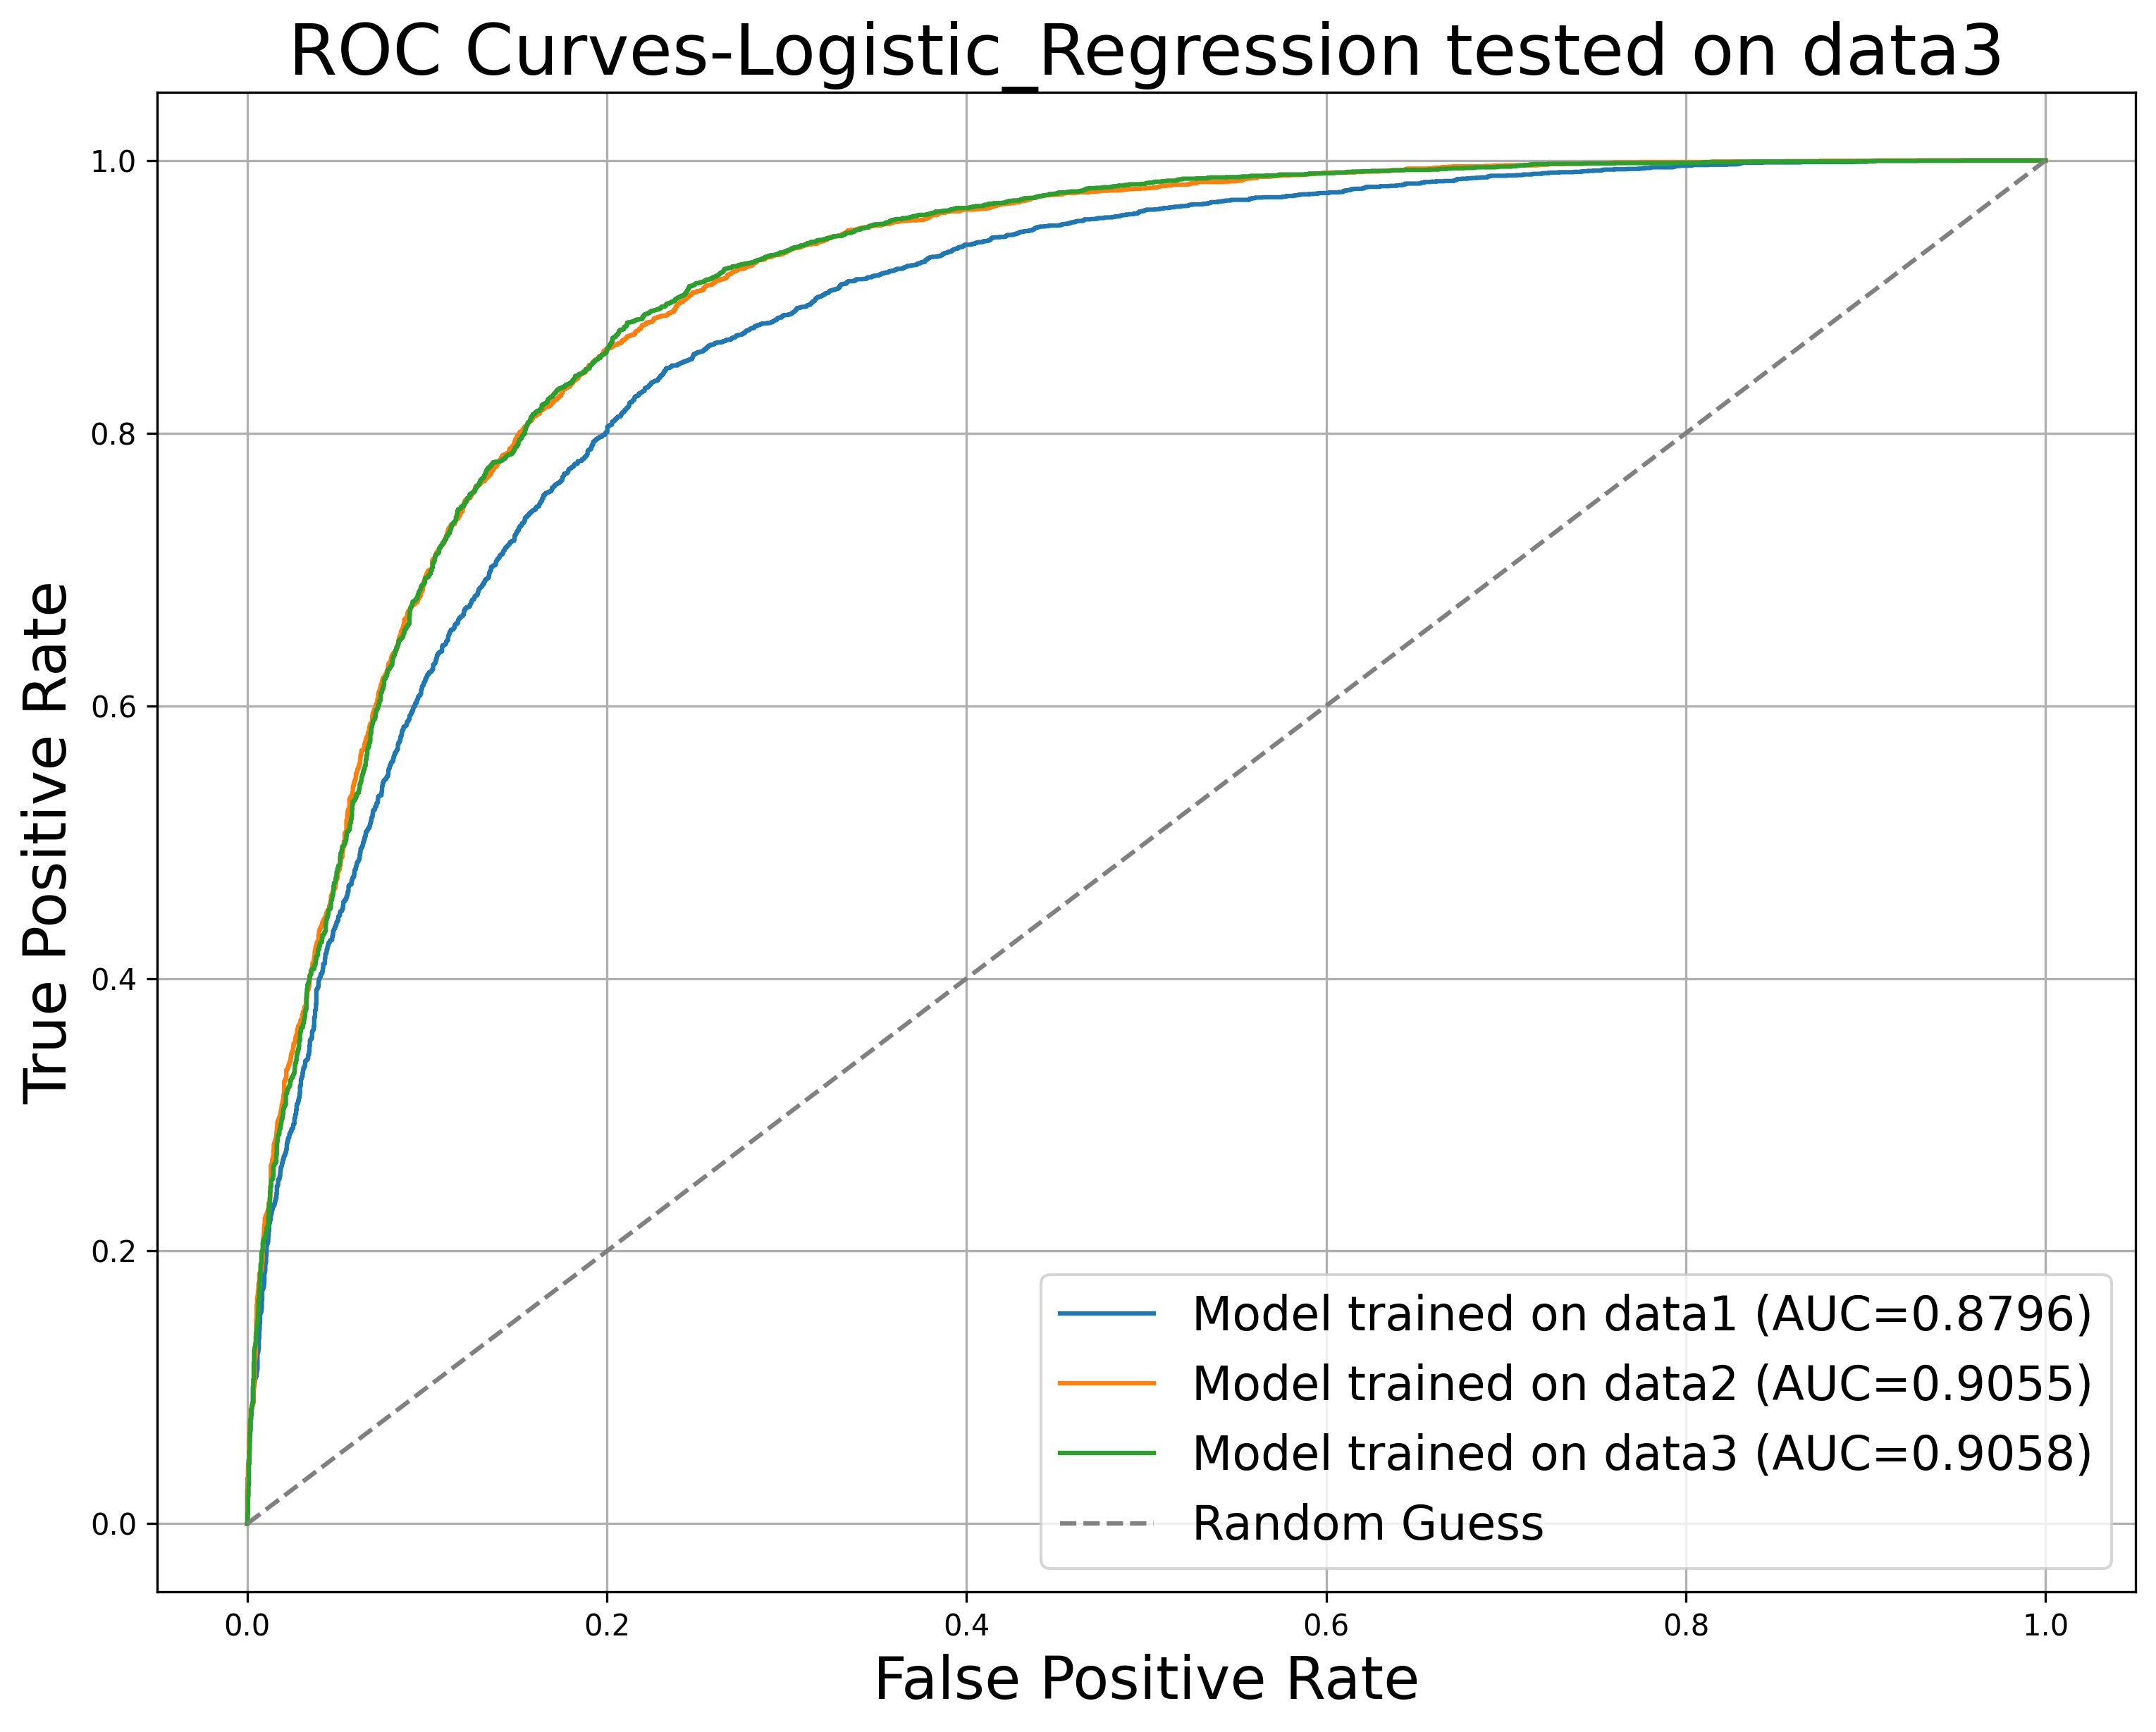 ROC Curves-Logistic_Regression tested on data3
1.0
0.8
0.6
0.4
0.2
0.0
True Positive Rate
Model trained on data1 (AUC=0.8796)
Model trained on data2 (AUC=0.9055)
Model trained on data3 (AUC=0.9058)
Random Guess
0.0 0.2 0.4 0.6 0.8 1.0
False Positive Rate